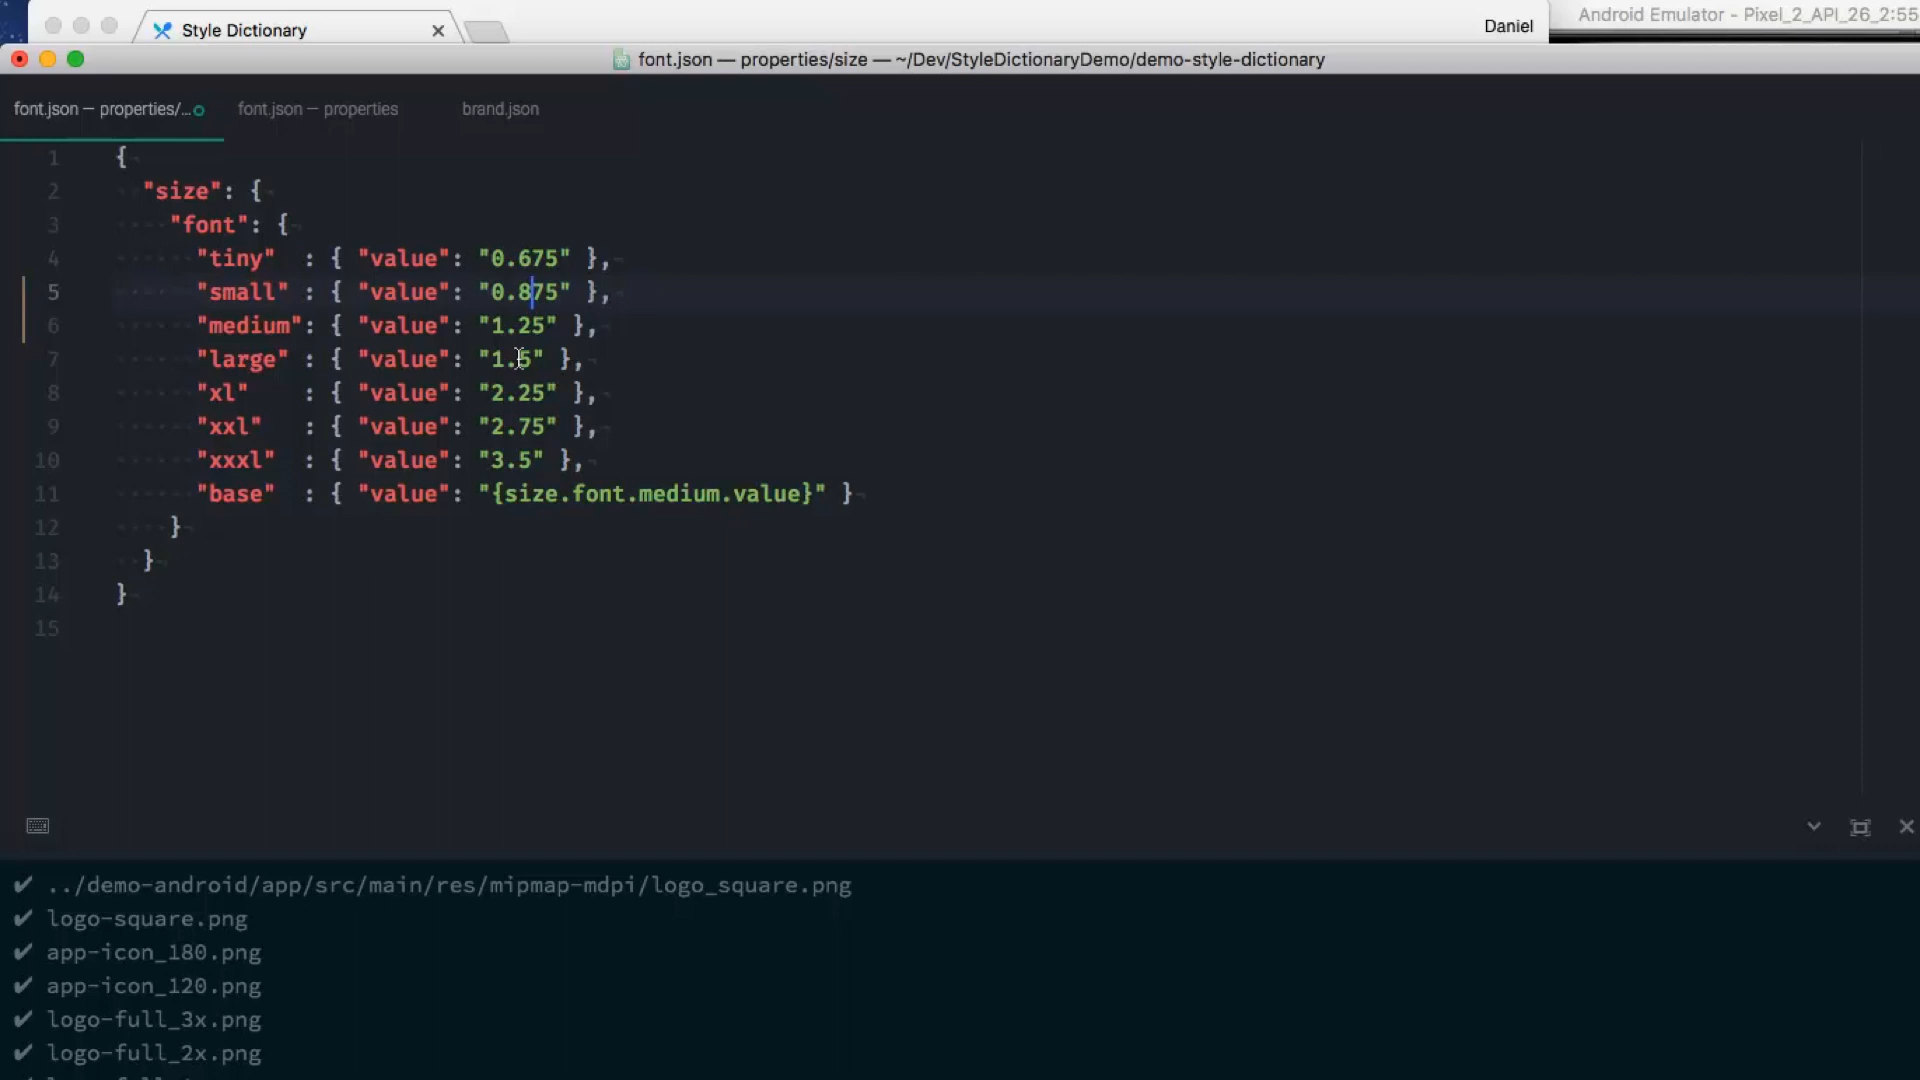 Style Dictionary
Daniel
Android Emulator - Pixel_2_API_26_2:55
font.json — properties/size — ~/Dev/StyleDictionaryDemo/demo-style-dictionary
font.json — properties/... font.json — properties brand.json
1 {
2 "size": {
3 "font": {
4 "tiny" : { "value": "0.675" },
5 "small" : { "value": "0.875" },
6 "medium": { "value": "1.25" },
7 "large" : { "value": "1.5" },
8 "xl" : { "value": "2.25" },
9 "xxl" : { "value": "2.75" },
10 "xxxl" : { "value": "3.5" },
11 "base" : { "value": "{size.font.medium.value}" }
12 }
13 }
14 }
15
✔ ../demo-android/app/src/main/res/mipmap-mdpi/logo_square.png
✔ logo-square.png
✔ app-icon_180.png
✔ app-icon_120.png
✔ logo-full_3x.png
✔ logo-full_2x.png